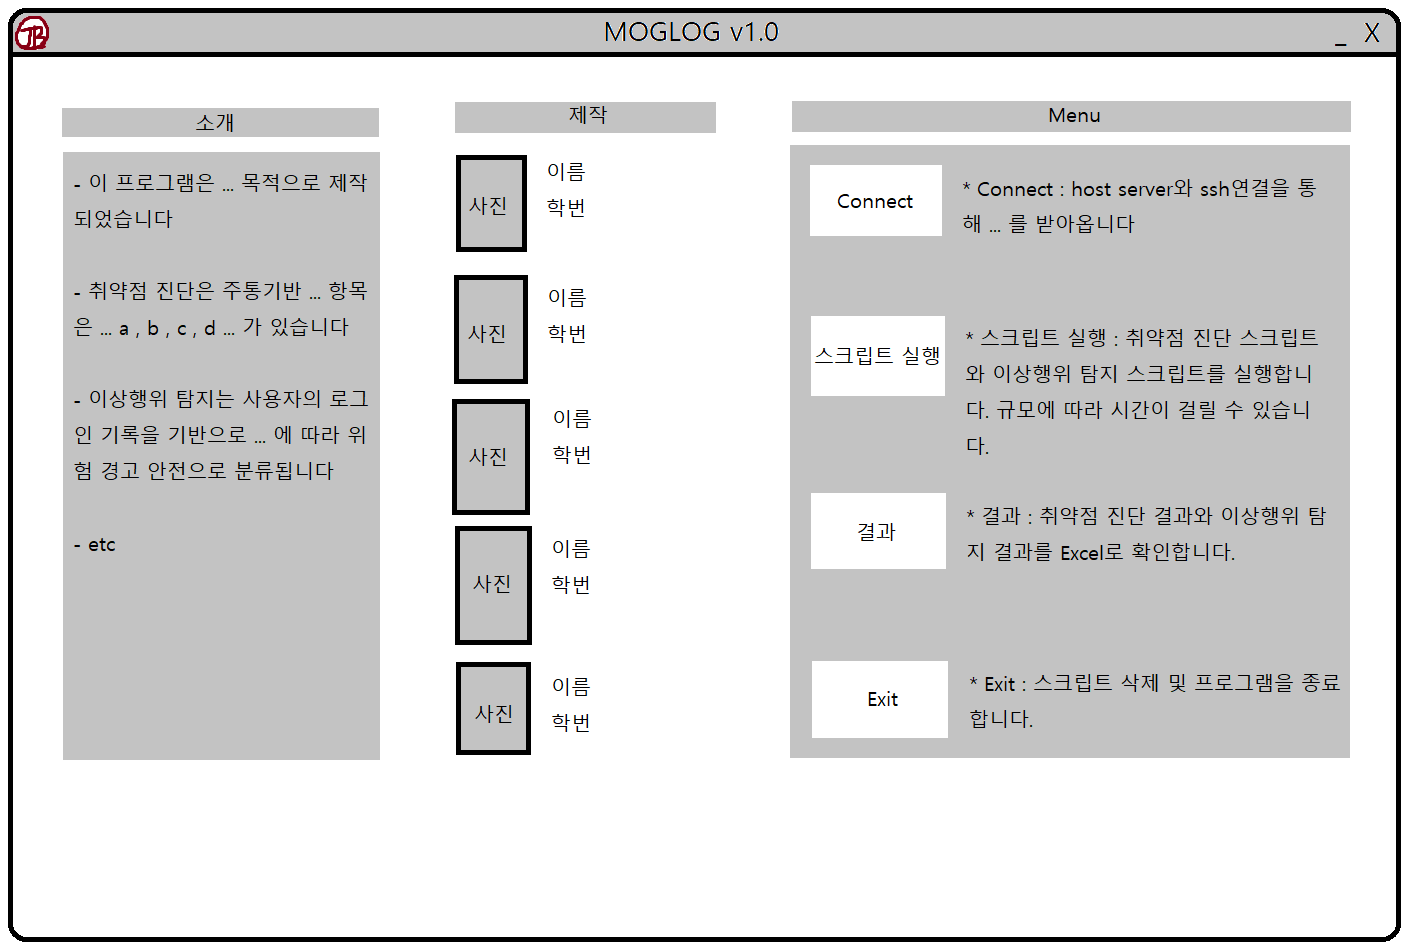 JB
MOGLOG v1.0
_ X
소개
- 이 프로그램은 ... 목적으로 제작
되었습니다
- 취약점 진단은 주통기반 ... 항목
은 ... a , b , c , d ... 가 있습니다
- 이상행위 탐지는 사용자의 로그
인 기록을 기반으로 ... 에 따라 위
험 경고 안전으로 분류됩니다
- etc
제작
사진
이름
학번
사진
이름
학번
사진
이름
학번
사진
이름
학번
사진
이름
학번
Menu
Connect
* Connect : host server와 ssh연결을 통
해 ... 를 받아옵니다
스크립트 실행
* 스크립트 실행 : 취약점 진단 스크립트
와 이상행위 탐지 스크립트를 실행합니
다. 규모에 따라 시간이 걸릴 수 있습니
다.
결과
* 결과 : 취약점 진단 결과와 이상행위 탐
지 결과를 Excel로 확인합니다.
Exit
* Exit : 스크립트 삭제 및 프로그램을 종료
합니다.